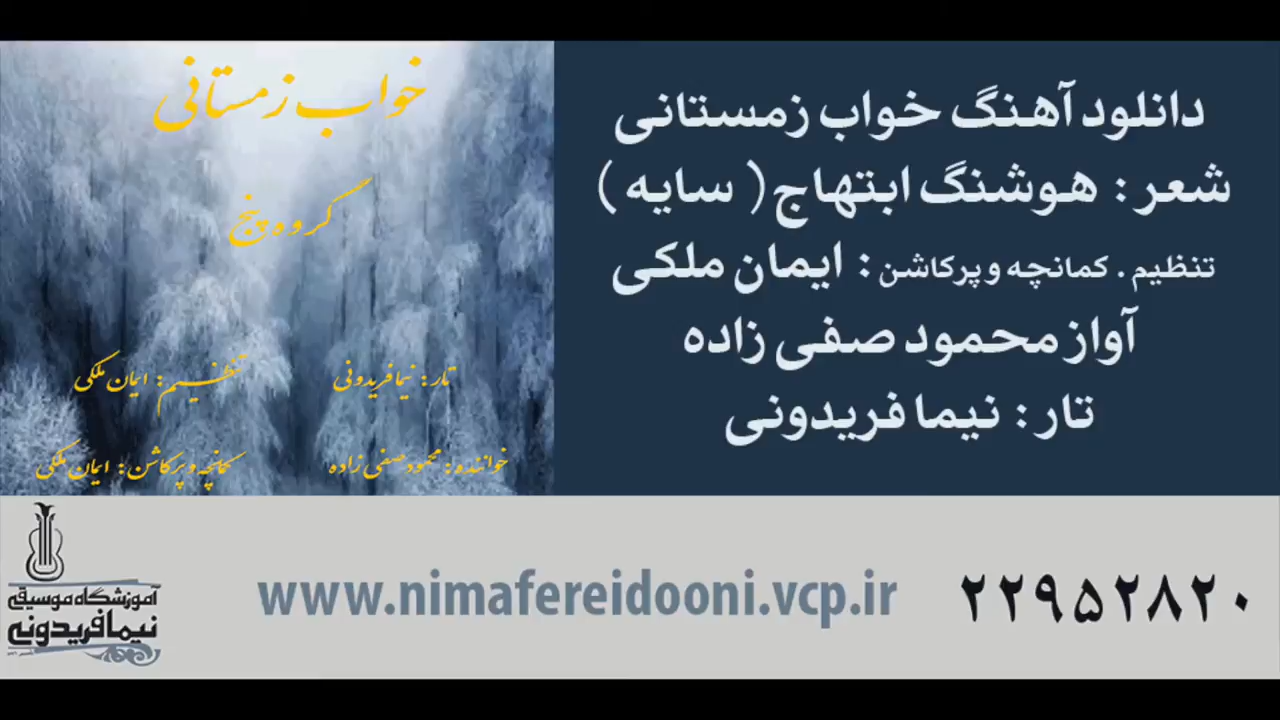 خواب زمستانی
گروه پنج
تار: نیما فریدونی
تنظیم: ایمان ملکی
خواننده: محمود صفی زاده
کمانچه و پرکاشن: ایمان ملکی
دانلود آهنگ خواب زمستانی
شعر: هوشنگ ابتهاج (سایه)
تنظیم. کمانچه و پرکاشن: ایمان ملکی
آواز محمود صفی زاده
تار: نیما فریدونی
آموزشگاه موسیقی
نیما فریدونی
www.nimafereidooni.vcp.ir
۲۲۹۵۲۸۲۰